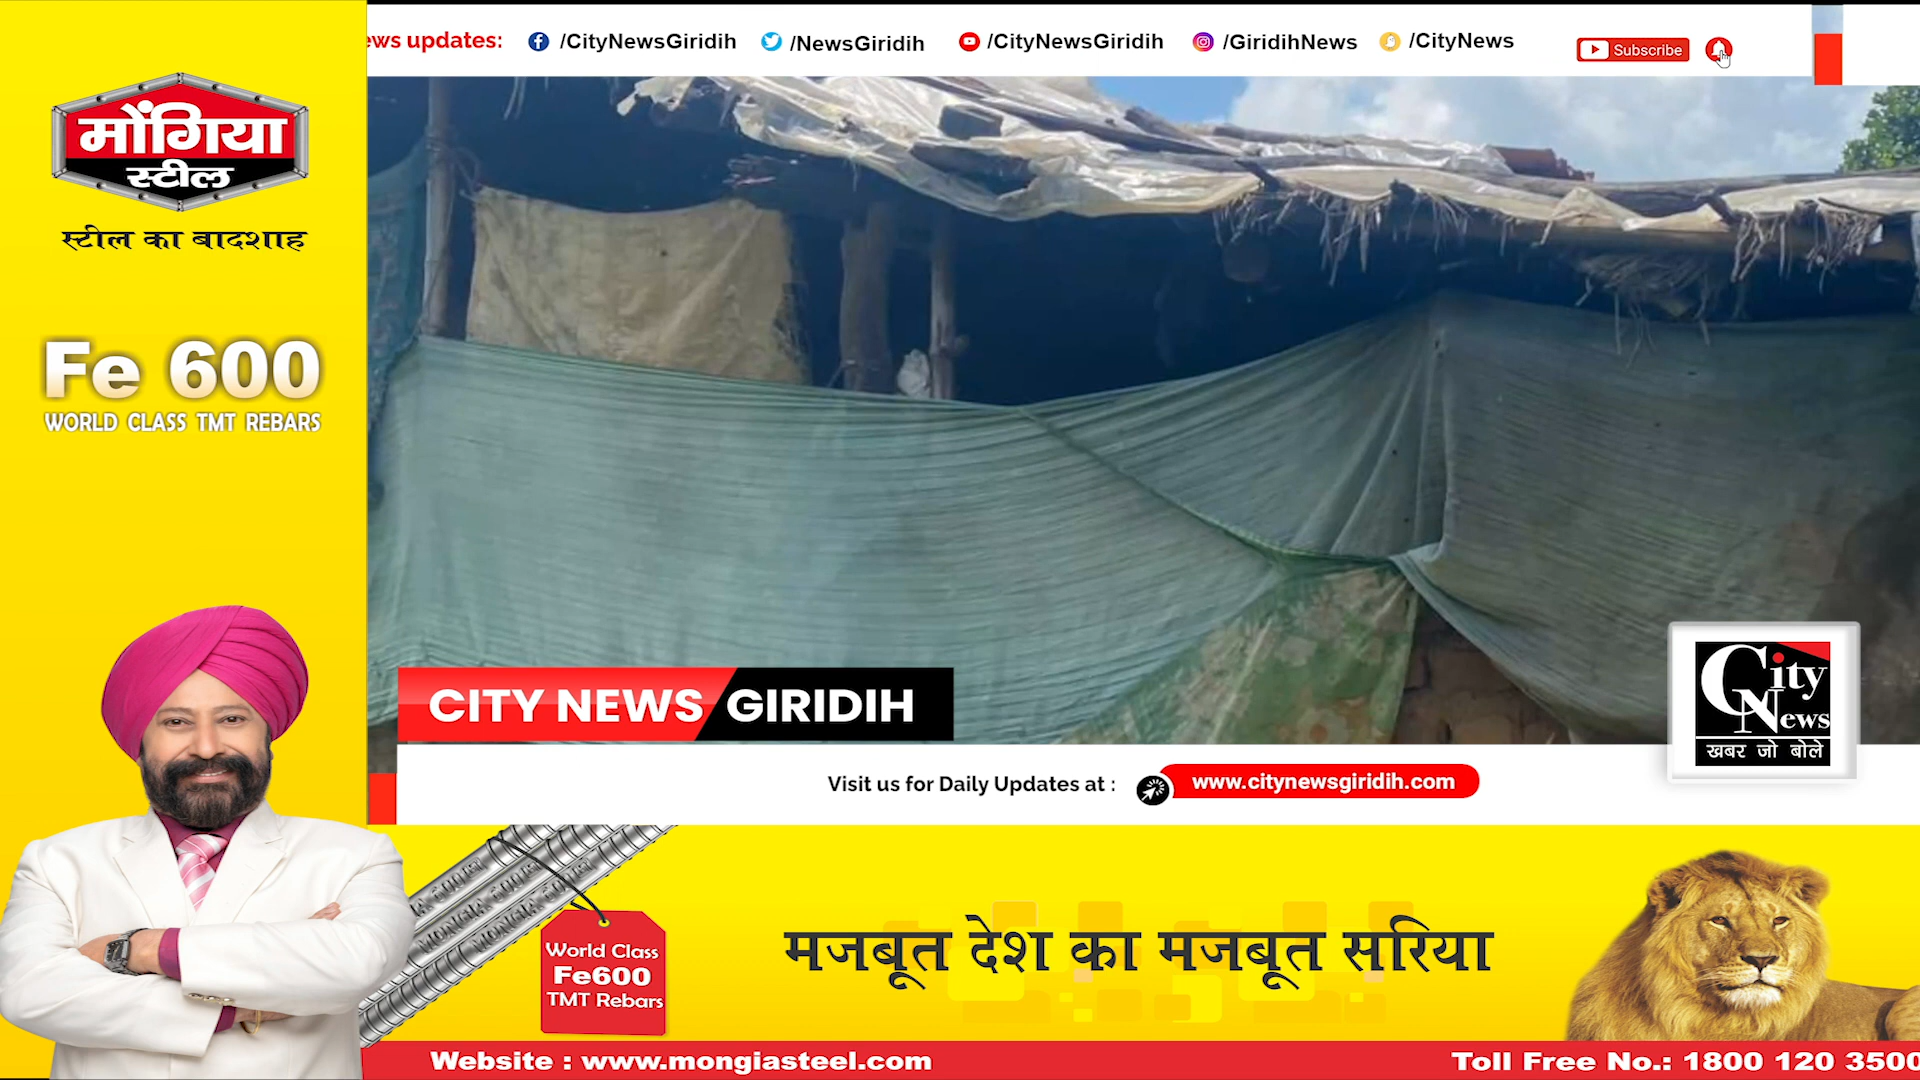 ews updates:
/CityNewsGiridih
/NewsGiridih
/CityNewsGiridih
/GiridihNews
/CityNews
Subscribe
मोंगिया
स्टील
स्टील का बादशाह
Fe 600
WORLD CLASS TMT REBARS
CITY NEWS GIRIDIH
City
News
खबर जो बोले
Visit us for Daily Updates at :
www.citynewsgiridih.com
World Class
Fe600
TMT Rebars
मजबूत देश का मजबूत सरिया
Website : www.mongiasteel.com
Toll Free No.: 1800 120 3500